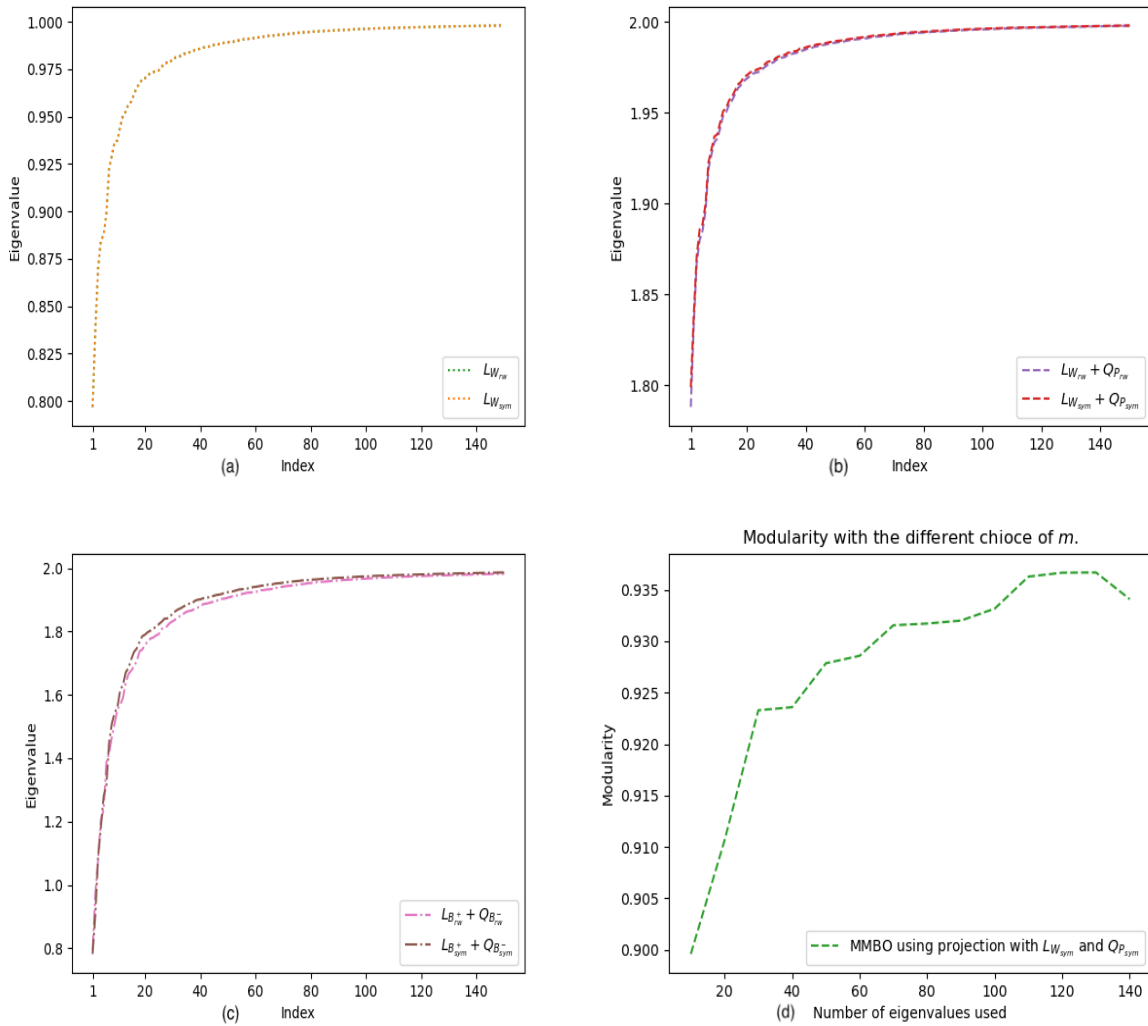 1.000
0.975
0.950
0.925
0.900
0.875
0.850
0.825
0.800
Eigenvalue
L_{W_{rw}}
L_{W_{sym}}
1 20 40 60 80 100 120 140
(a) Index
2.00
1.95
1.90
1.85
1.80
Eigenvalue
L_{W_{rw}} + Q_{P_{rw}}
L_{W_{sym}} + Q_{P_{sym}}
1 20 40 60 80 100 120 140
(b) Index
2.0
1.8
1.6
1.4
1.2
1.0
0.8
Eigenvalue
L_{B^+_{rw}} + Q_{B^-_{rw}}
L_{B^+_{sym}} + Q_{B^-_{sym}}
1 20 40 60 80 100 120 140
(c) Index
Modularity with the different chioce of m.
0.935
0.930
0.925
0.920
0.915
0.910
0.905
0.900
Modularity
MMBO using projection with L_{W_{sym}} and Q_{P_{sym}}
20 40 60 80 100 120 140
(d) Number of eigenvalues used